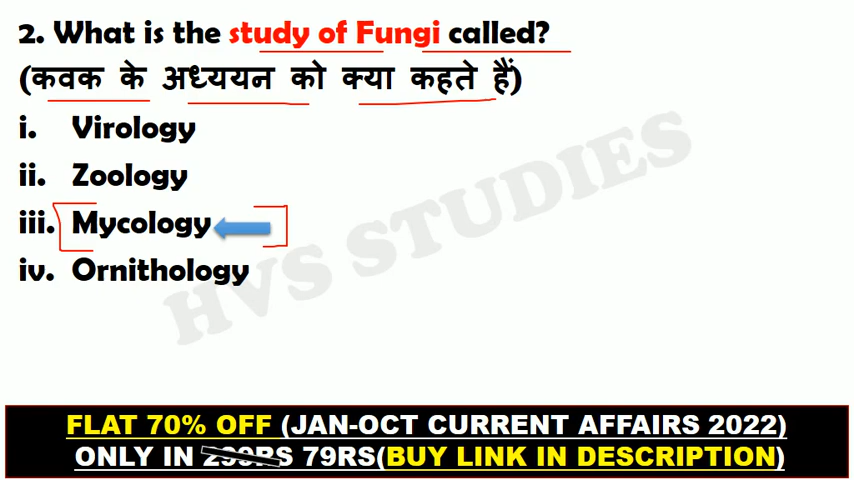 2. What is the study of Fungi called?
(कवक के अध्ययन को क्या कहते हैं)
i. Virology
ii. Zoology
iii. Mycology
iv. Ornithology
HVS STUDIES
FLAT 70% OFF (JAN-OCT CURRENT AFFAIRS 2022)
ONLY IN 299RS 79RS(BUY LINK IN DESCRIPTION)